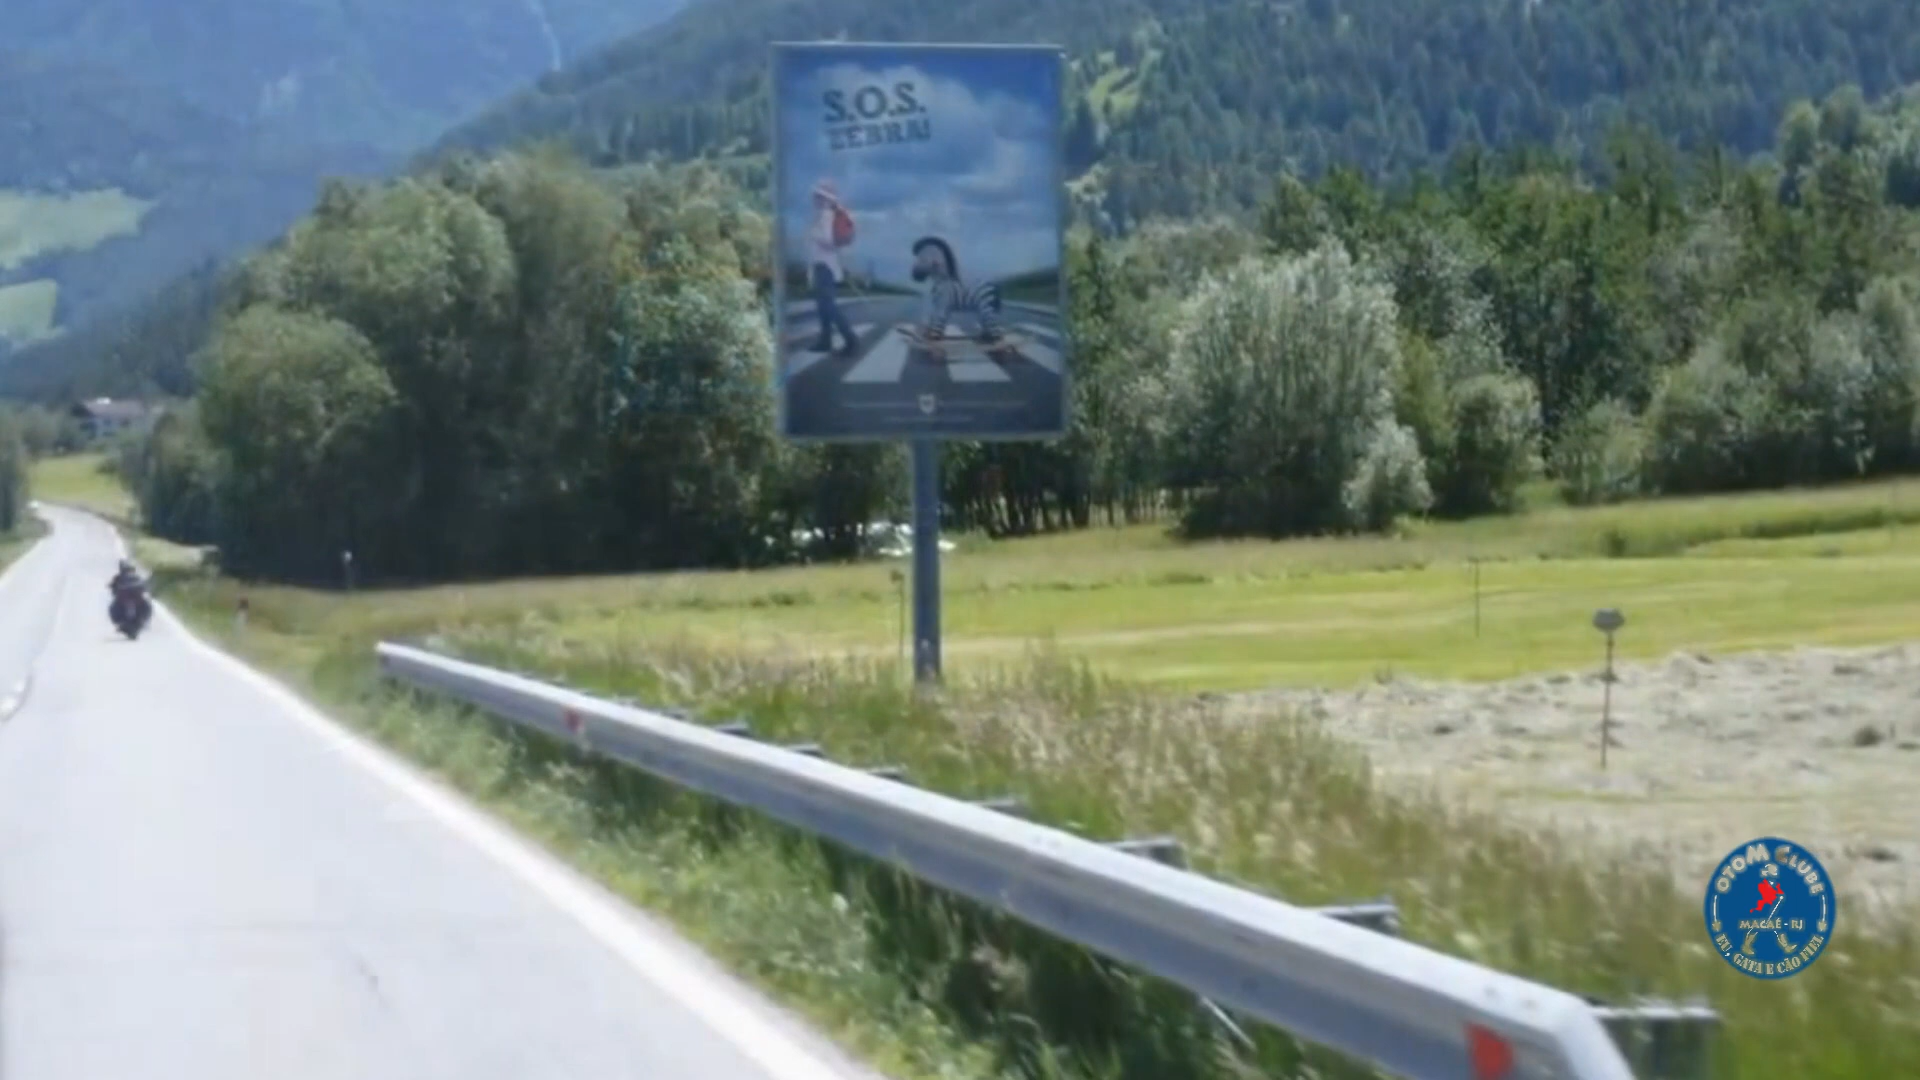 S.O.S.
ZEBRA!
OTOM CLUBE
MACAÉ - RJ
EU, GATA E CÃO FIEL